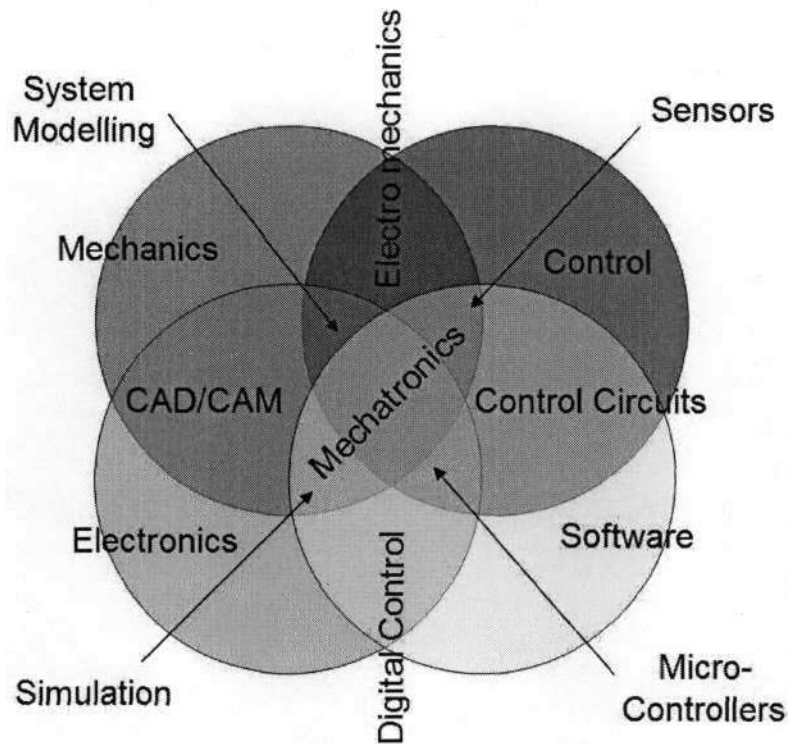 System
Modelling
Electro mechanics
Sensors
Mechanics
Control
CAD/CAM
Mechatronics
Control Circuits
Electronics
Software
Digital Control
Simulation
Micro-
Controllers